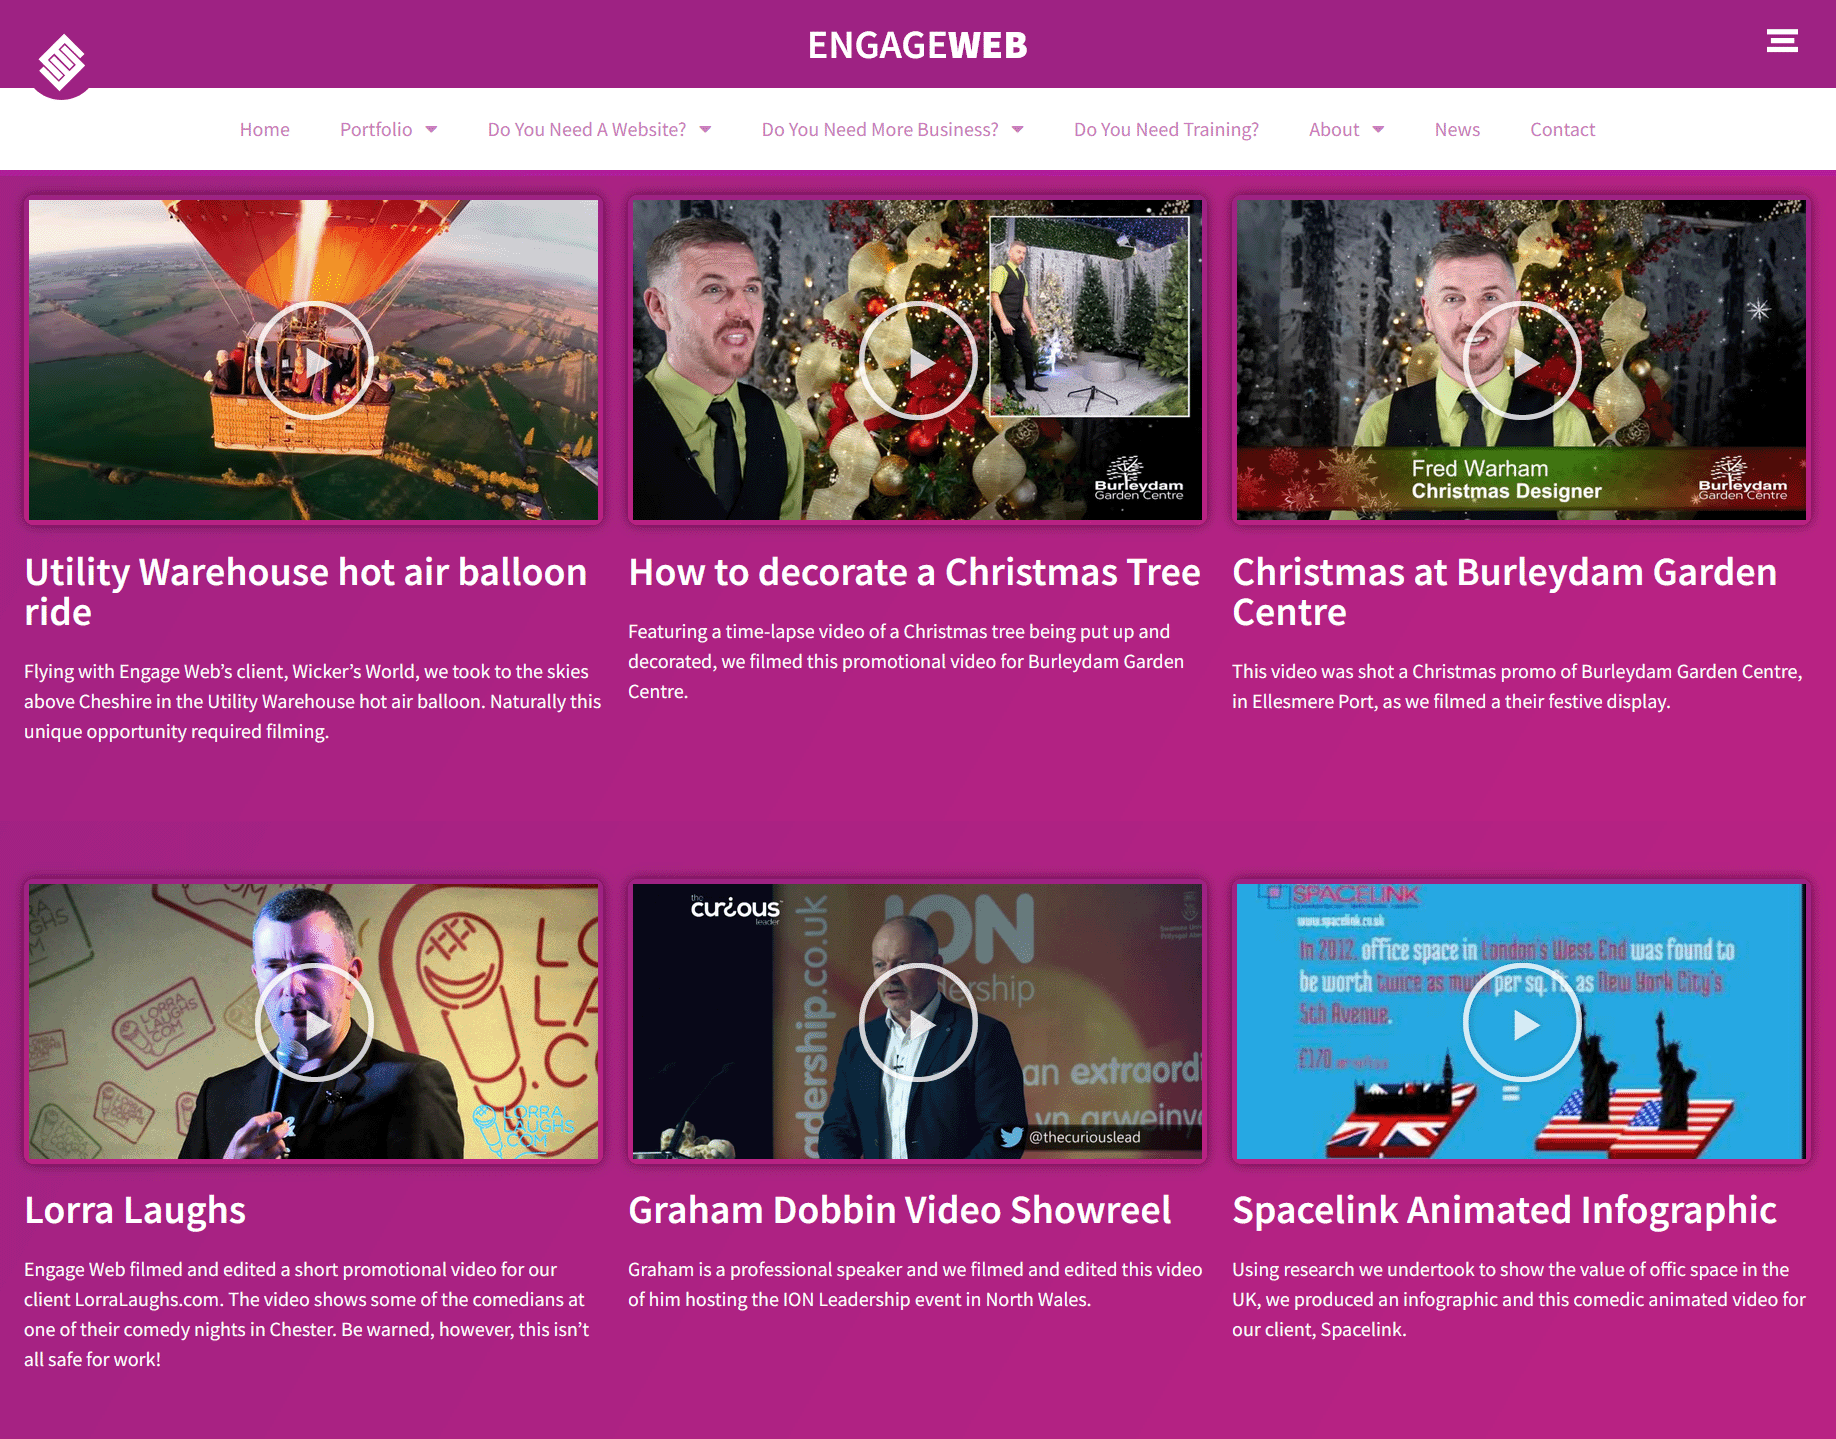 ENGAGEWEB
Home Portfolio Do You Need A Website? Do You Need More Business? Do You Need Training? About News Contact
Burleydam
Garden Centre
Fred Warham
Christmas Designer
Burleydam
Garden Centre
Utility Warehouse hot air balloon
ride
Flying with Engage Web’s client, Wicker’s World, we took to the skies
above Cheshire in the Utility Warehouse hot air balloon. Naturally this
unique opportunity required filming.
How to decorate a Christmas Tree
Featuring a time-lapse video of a Christmas tree being put up and
decorated, we filmed this promotional video for Burleydam Garden
Centre.
Christmas at Burleydam Garden
Centre
This video was shot a Christmas promo of Burleydam Garden Centre,
in Ellesmere Port, as we filmed a their festive display.
LORRA
LAUGHS
.COM
LORRA
LAUGHS
.COM
the
curious
leader
ION
dership
adership.co.uk
an extraord
yn arweinyd
@thecuriouslead
SPACELINK
www.spacelink.co.uk
In 2012, office space in London's West End was found to
be worth twice as much per sq. ft. as New York City's
5th Avenue.
£170
=
Lorra Laughs
Engage Web filmed and edited a short promotional video for our
client LorraLaughs.com. The video shows some of the comedians at
one of their comedy nights in Chester. Be warned, however, this isn’t
all safe for work!
Graham Dobbin Video Showreel
Graham is a professional speaker and we filmed and edited this video
of him hosting the ION Leadership event in North Wales.
Spacelink Animated Infographic
Using research we undertook to show the value of offic space in the
UK, we produced an infographic and this comedic animated video for
our client, Spacelink.